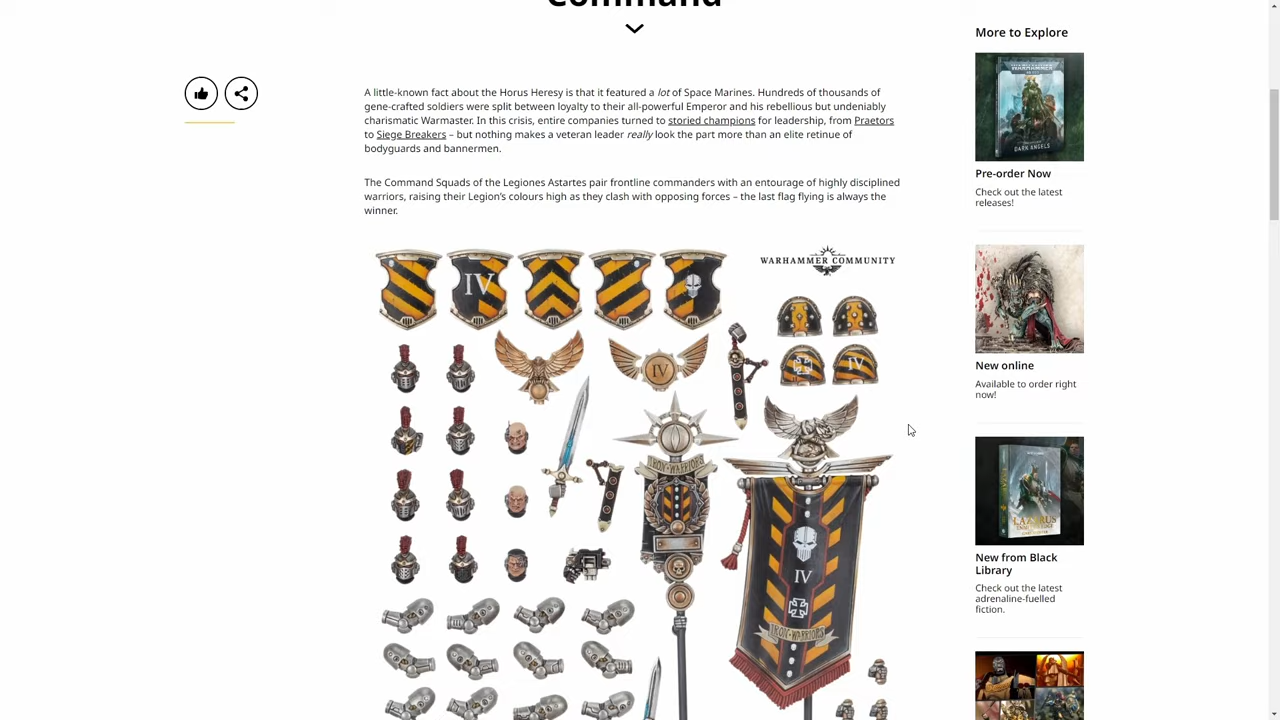 Command
A little-known fact about the Horus Heresy is that it featured a lot of Space Marines. Hundreds of thousands of
gene-crafted soldiers were split between loyalty to their all-powerful Emperor and his rebellious but undeniably
charismatic Warmaster. In this crisis, entire companies turned to storied champions for leadership, from Praetors
to Siege Breakers – but nothing makes a veteran leader really look the part more than an elite retinue of
bodyguards and bannermen.
The Command Squads of the Legiones Astartes pair frontline commanders with an entourage of highly disciplined
warriors, raising their Legion's colours high as they clash with opposing forces – the last flag flying is always the
winner.
WARHAMMER COMMUNITY
IV
IV
IV
IRON·WARRIORS
IV
IRON·WARRIORS
More to Explore
WARHAMMER
DARK ANGELS
Pre-order Now
Check out the latest
releases!
New online
Available to order right
now!
LAZARUS
New from Black
Library
Check out the latest
adrenaline-fuelled
fiction.